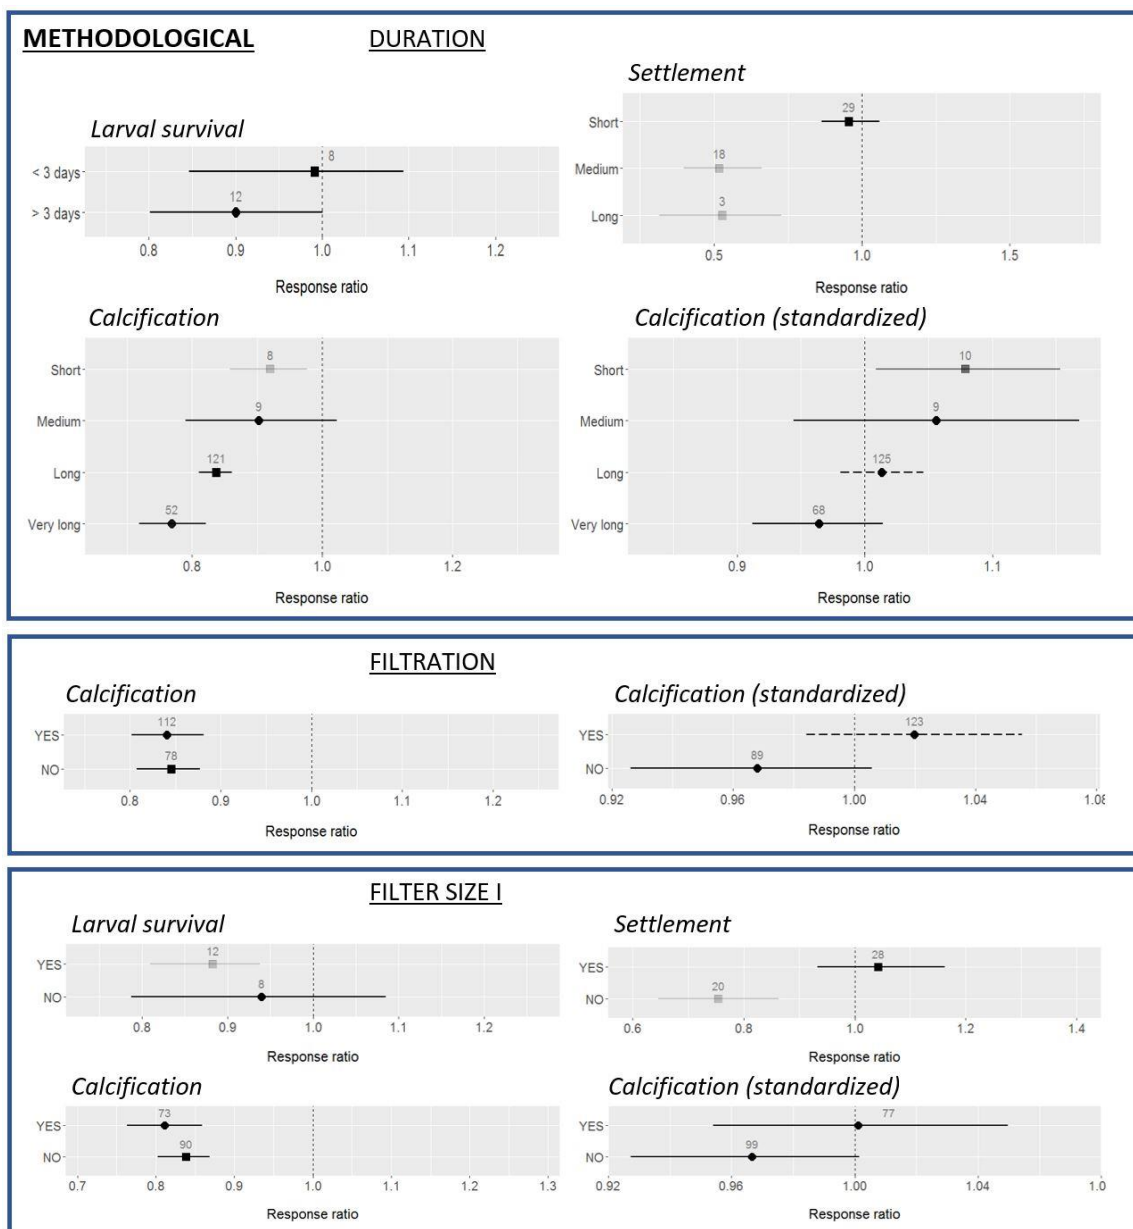 METHODOLOGICAL
DURATION
Larval survival
8
< 3 days
12
> 3 days
0.8 0.9 1.0 1.1 1.2
Response ratio
Settlement
29
Short
18
Medium
3
Long
0.5 1.0 1.5
Response ratio
Calcification
8
Short
9
Medium
121
Long
52
Very long
0.8 1.0 1.2
Response ratio
Calcification (standardized)
10
Short
9
Medium
125
Long
68
Very long
0.9 1.0 1.1
Response ratio
FILTRATION
Calcification
112
YES
78
NO
0.8 0.9 1.0 1.1 1.2
Response ratio
Calcification (standardized)
123
YES
89
NO
0.92 0.96 1.00 1.04 1.08
Response ratio
FILTER SIZE I
Larval survival
12
YES
8
NO
0.8 0.9 1.0 1.1 1.2
Response ratio
Settlement
28
YES
20
NO
0.6 0.8 1.0 1.2 1.4
Response ratio
Calcification
73
YES
90
NO
0.7 0.8 0.9 1.0 1.1 1.2 1.3
Response ratio
Calcification (standardized)
77
YES
99
NO
0.92 0.96 1.00 1.04 1.0
Response ratio